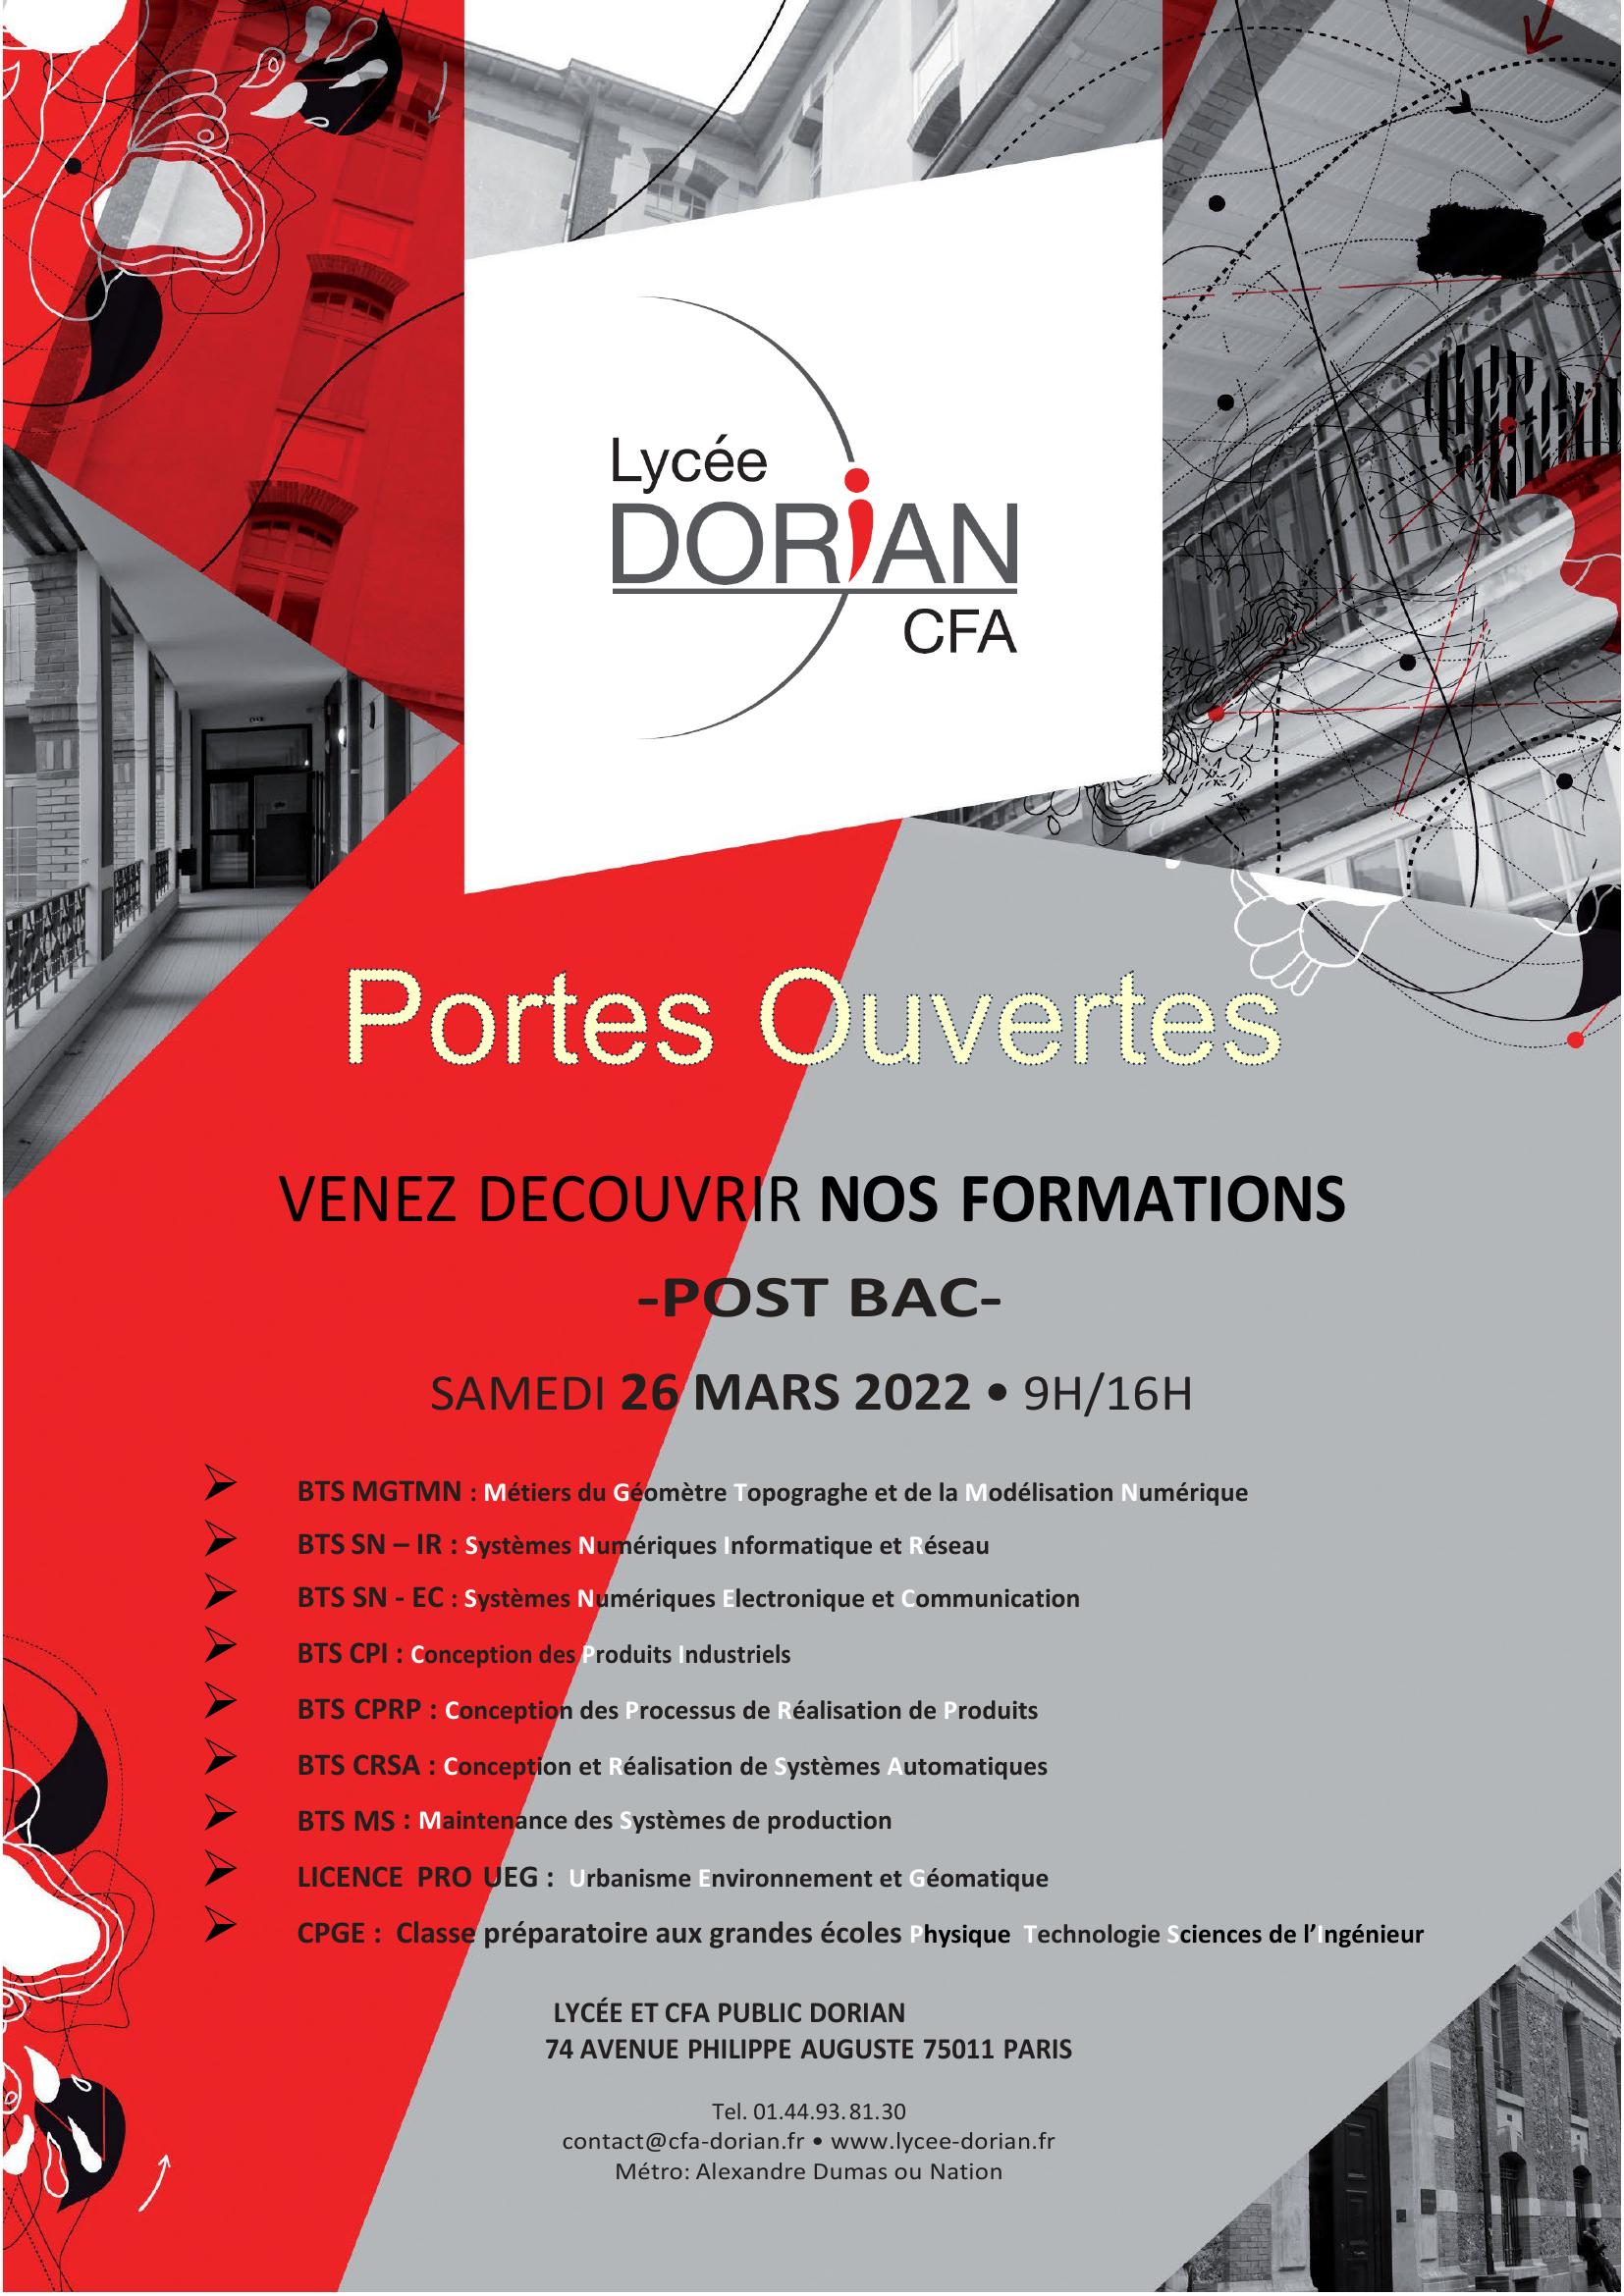 Lycée
DORiAN
CFA
Portes Ouvertes
VENEZ DECOUVRIR NOS FORMATIONS
-POST BAC-
SAMEDI 26 MARS 2022 • 9H/16H
➢ BTS MGTMN : Métiers du Géomètre Topograghe et de la Modélisation Numérique
➢ BTS SN – IR : Systèmes Numériques Informatique et Réseau
➢ BTS SN - EC : Systèmes Numériques Electronique et Communication
➢ BTS CPI : Conception des Produits Industriels
➢ BTS CPRP : Conception des Processus de Réalisation de Produits
➢ BTS CRSA : Conception et Réalisation de Systèmes Automatiques
➢ BTS MS : Maintenance des Systèmes de production
➢ LICENCE PRO UEG : Urbanisme Environnement et Géomatique
➢ CPGE : Classe préparatoire aux grandes écoles Physique Technologie Sciences de l’Ingénieur
LYCÉE ET CFA PUBLIC DORIAN
74 AVENUE PHILIPPE AUGUSTE 75011 PARIS
Tel. 01.44.93.81.30
contact@cfa-dorian.fr • www.lycee-dorian.fr
Métro: Alexandre Dumas ou Nation